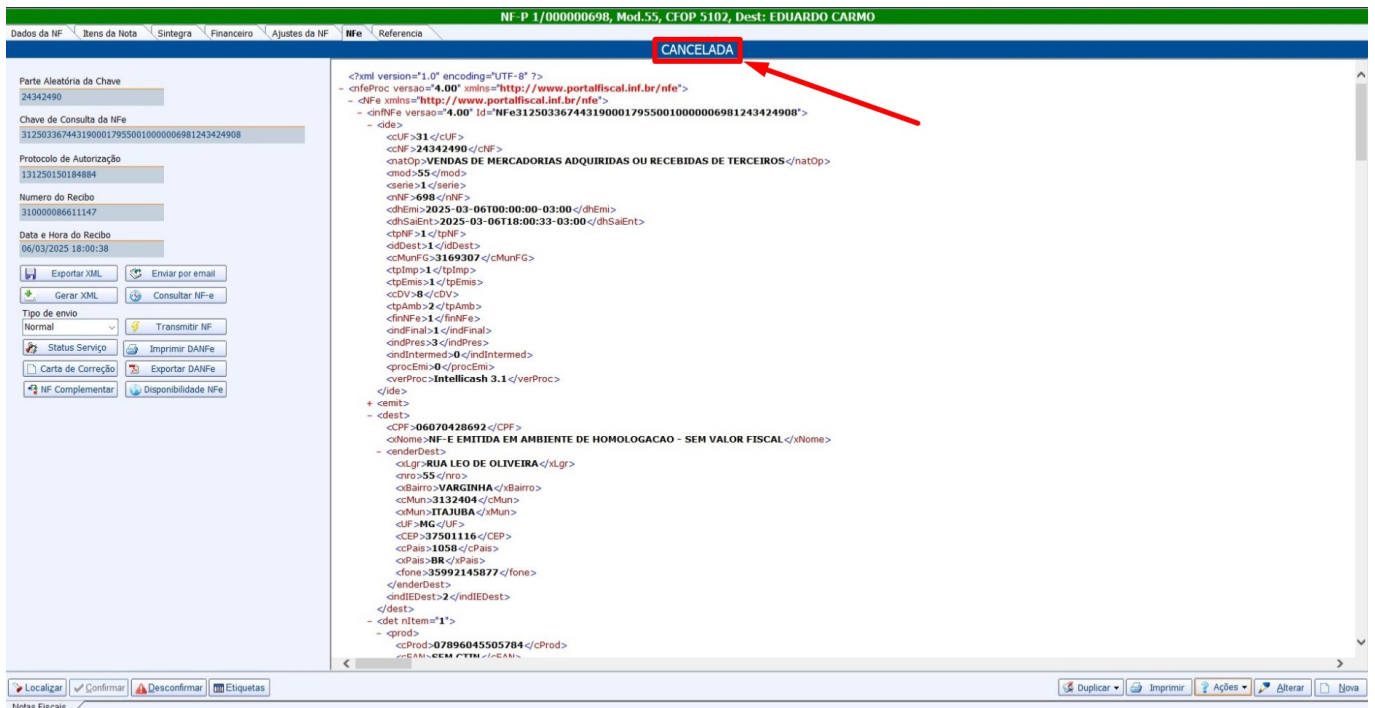 NF-P 1/000000698, Mod.55, CFOP 5102, Dest: EDUARDO CARMO
Dados da NF Itens da Nota Sintegra Financeiro Ajustes da NF NFe Referencia
CANCELADA
Parte Aleatória da Chave
24342490
Chave de Consulta da NFe
31250336744319000179550010000006981243424908
Protocolo de Autorização
131250150184884
Numero do Recibo
310000086611147
Data e Hora do Recibo
06/03/2025 18:00:38
Exportar XML Enviar por email
Gerar XML Consultar NF-e
Tipo de envio
Normal Transmitir NF
Status Serviço Imprimir DANFe
Carta de Correção Exportar DANFe
NF Complementar Disponibilidade NFe
<?xml version="1.0" encoding="UTF-8" ?>
- <nfeProc versao="4.00" xmlns="http://www.portalfiscal.inf.br/nfe">
- <NFe xmlns="http://www.portalfiscal.inf.br/nfe">
- <infNFe versao="4.00" Id="NFe31250336744319000179550010000006981243424908">
- <ide>
<cUF>31</cUF>
<cNF>24342490</cNF>
<natOp>VENDAS DE MERCADORIAS ADQUIRIDAS OU RECEBIDAS DE TERCEIROS</natOp>
<mod>55</mod>
<serie>1</serie>
<nNF>698</nNF>
<dhEmi>2025-03-06T00:00:00-03:00</dhEmi>
<dhSaiEnt>2025-03-06T18:00:33-03:00</dhSaiEnt>
<tpNF>1</tpNF>
<idDest>1</idDest>
<cMunFG>3169307</cMunFG>
<tpImp>1</tpImp>
<tpEmis>1</tpEmis>
<cDV>8</cDV>
<tpAmb>2</tpAmb>
<finNFe>1</finNFe>
<indFinal>1</indFinal>
<indPres>3</indPres>
<indIntermed>0</indIntermed>
<procEmi>0</procEmi>
<verProc>Intellicash 3.1</verProc>
</ide>
+ <emit>
- <dest>
<CPF>06070428692</CPF>
<xNome>NF-E EMITIDA EM AMBIENTE DE HOMOLOGACAO - SEM VALOR FISCAL</xNome>
- <enderDest>
<xLgr>RUA LEO DE OLIVEIRA</xLgr>
<nro>55</nro>
<xBairro>VARGINHA</xBairro>
<cMun>3132404</cMun>
<xMun>ITAJUBA</xMun>
<UF>MG</UF>
<CEP>37501116</CEP>
<cPais>1058</cPais>
<xPais>BR</xPais>
<fone>35992145877</fone>
</enderDest>
<indIEDest>2</indIEDest>
</dest>
- <det nItem="1">
- <prod>
<cProd>07896045505784</cProd>
<cEAN>SEM GTIN</cEAN>
Localizar Confirmar Desconfirmar Etiquetas Duplicar Imprimir Ações Alterar Nova
Notas Fiscais